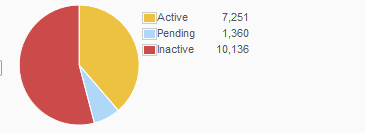 Active 7,251
Pending 1,360
Inactive 10,136